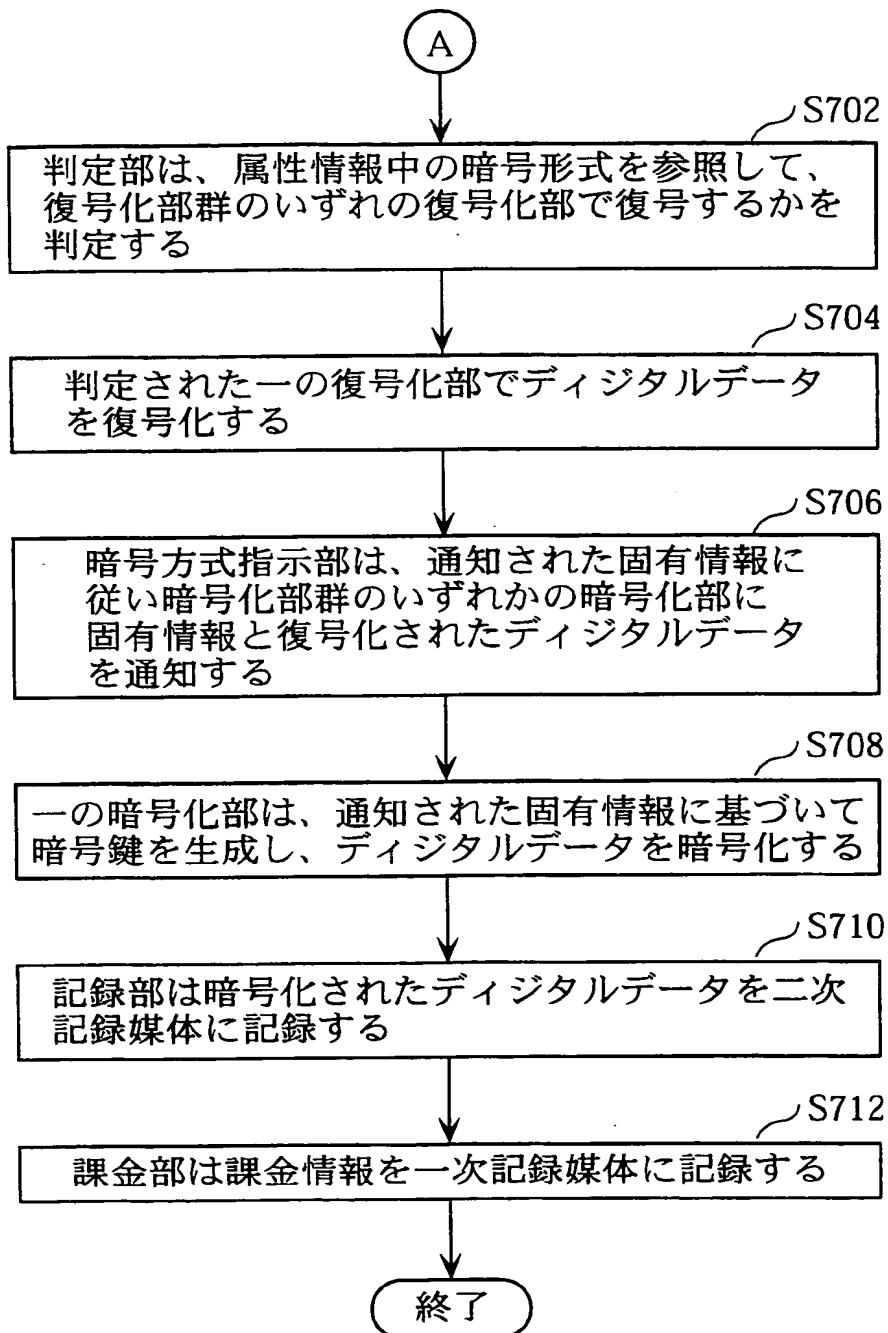 A
S702
判定部は、属性情報中の暗号形式を参照して、
復号化部群のいずれの復号化部で復号するかを
判定する
S704
判定された一の復号化部でディジタルデータ
を復号化する
S706
暗号方式指示部は、通知された固有情報に
従い暗号化部群のいずれかの暗号化部に
固有情報と復号化されたディジタルデータ
を通知する
S708
一の暗号化部は、通知された固有情報に基づいて
暗号鍵を生成し、ディジタルデータを暗号化する
S710
記録部は暗号化されたディジタルデータを二次
記録媒体に記録する
S712
課金部は課金情報を一次記録媒体に記録する
終了